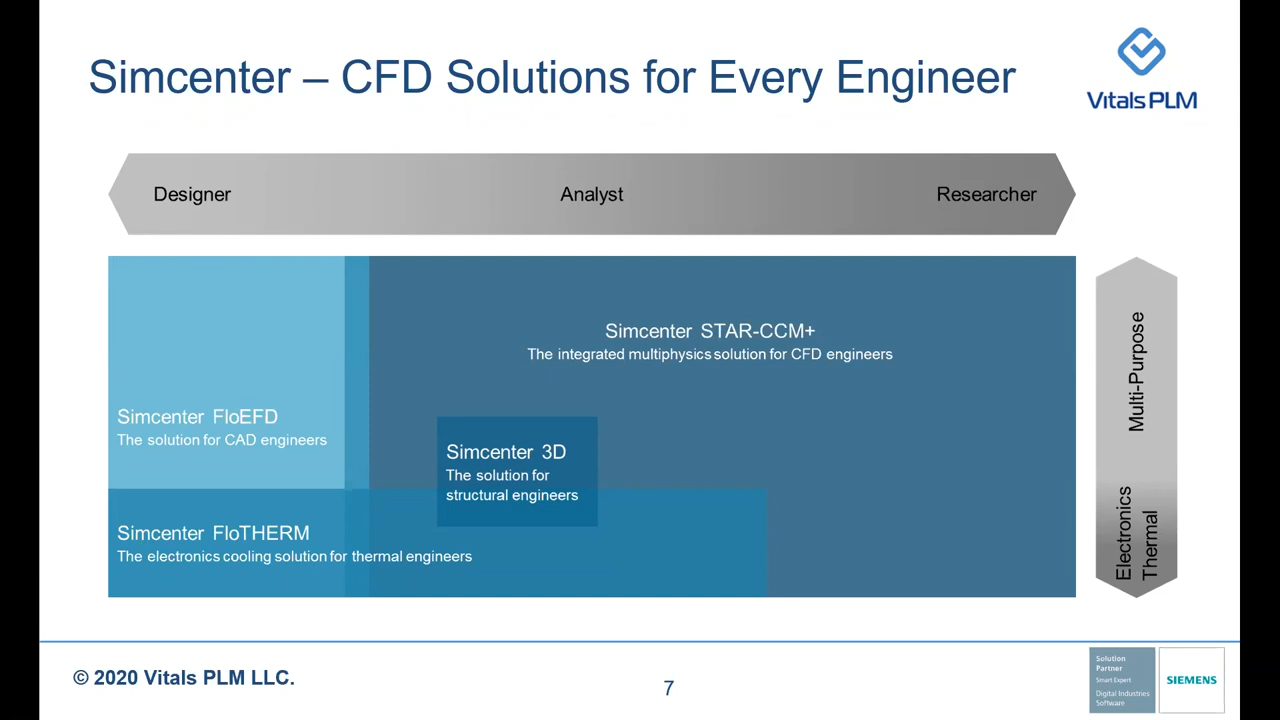 Simcenter – CFD Solutions for Every Engineer
Vitals PLM
Designer
Analyst
Researcher
Simcenter STAR-CCM+
The integrated multiphysics solution for CFD engineers
Simcenter FloEFD
The solution for CAD engineers
Simcenter 3D
The solution for
structural engineers
Simcenter FloTHERM
The electronics cooling solution for thermal engineers
Multi-Purpose
Electronics
Thermal
© 2020 Vitals PLM LLC.
7
Solution
Partner
Smart Expert
Digital Industries
Software
SIEMENS